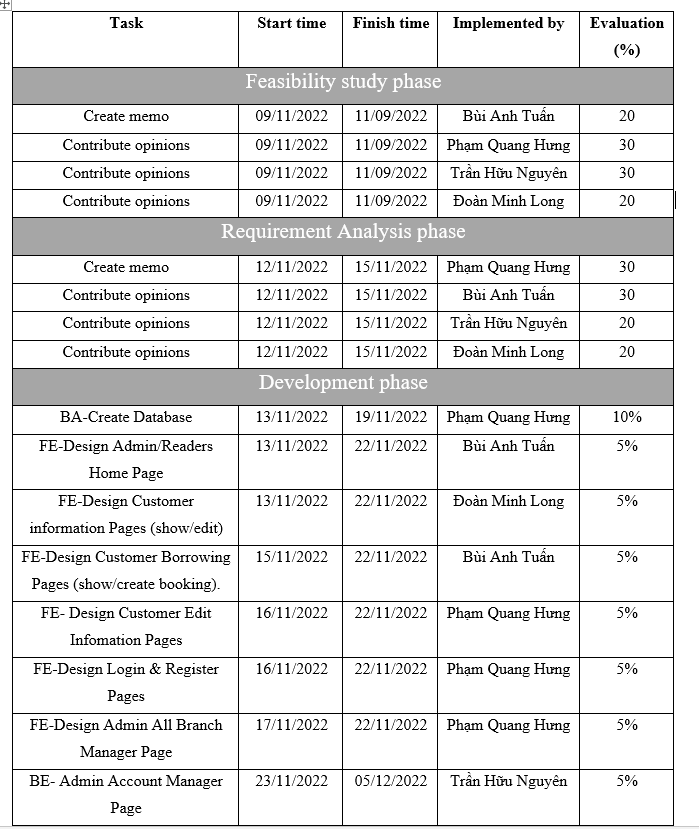 Task Start time Finish time Implemented by Evaluation
(%)
Feasibility study phase
Create memo 09/11/2022 11/09/2022 Bùi Anh Tuấn 20
Contribute opinions 09/11/2022 11/09/2022 Phạm Quang Hưng 30
Contribute opinions 09/11/2022 11/09/2022 Trần Hữu Nguyên 30
Contribute opinions 09/11/2022 11/09/2022 Đoàn Minh Long 20
Requirement Analysis phase
Create memo 12/11/2022 15/11/2022 Phạm Quang Hưng 30
Contribute opinions 12/11/2022 15/11/2022 Bùi Anh Tuấn 30
Contribute opinions 12/11/2022 15/11/2022 Trần Hữu Nguyên 20
Contribute opinions 12/11/2022 15/11/2022 Đoàn Minh Long 20
Development phase
BA-Create Database 13/11/2022 19/11/2022 Phạm Quang Hưng 10%
FE-Design Admin/Readers 13/11/2022 22/11/2022 Bùi Anh Tuấn 5%
Home Page
FE-Design Customer 13/11/2022 22/11/2022 Đoàn Minh Long 5%
information Pages (show/edit)
FE-Design Customer Borrowing 15/11/2022 22/11/2022 Bùi Anh Tuấn 5%
Pages (show/create booking).
FE- Design Customer Edit 16/11/2022 22/11/2022 Phạm Quang Hưng 5%
Infomation Pages
FE-Design Login & Register 16/11/2022 22/11/2022 Phạm Quang Hưng 5%
Pages
FE-Design Admin All Branch 17/11/2022 22/11/2022 Phạm Quang Hưng 5%
Manager Page
BE- Admin Account Manager 23/11/2022 05/12/2022 Trần Hữu Nguyên 5%
Page